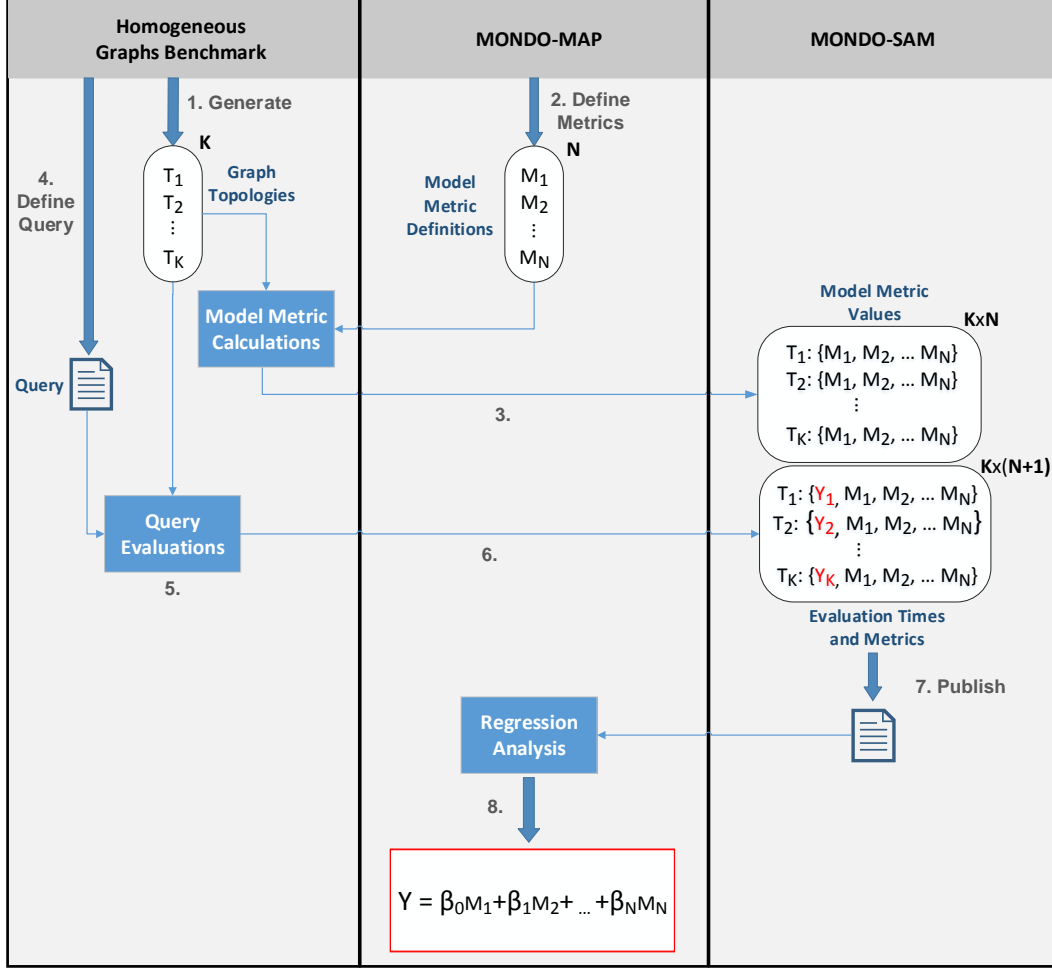 Homogeneous
Graphs Benchmark
MONDO-MAP
MONDO-SAM
1. Generate
2. Define
Metrics
K
N
T1
T2
⋮
TK
Graph
Topologies
4.
Define
Query
Model
Metric
Definitions
M1
M2
⋮
MN
Model Metric
Calculations
Model Metric
Values
KxN
T1: {M1, M2, ... MN}
T2: {M1, M2, ... MN}
⋮
TK: {M1, M2, ... MN}
Query
3.
Kx(N+1)
T1: {Y1, M1, M2, ... MN}
T2: {Y2, M1, M2, ... MN}
⋮
TK: {YK, M1, M2, ... MN}
Query
Evaluations
5.
6.
Evaluation Times
and Metrics
7. Publish
Regression
Analysis
8.
Y = β0M1+β1M2+ ... +βNMN